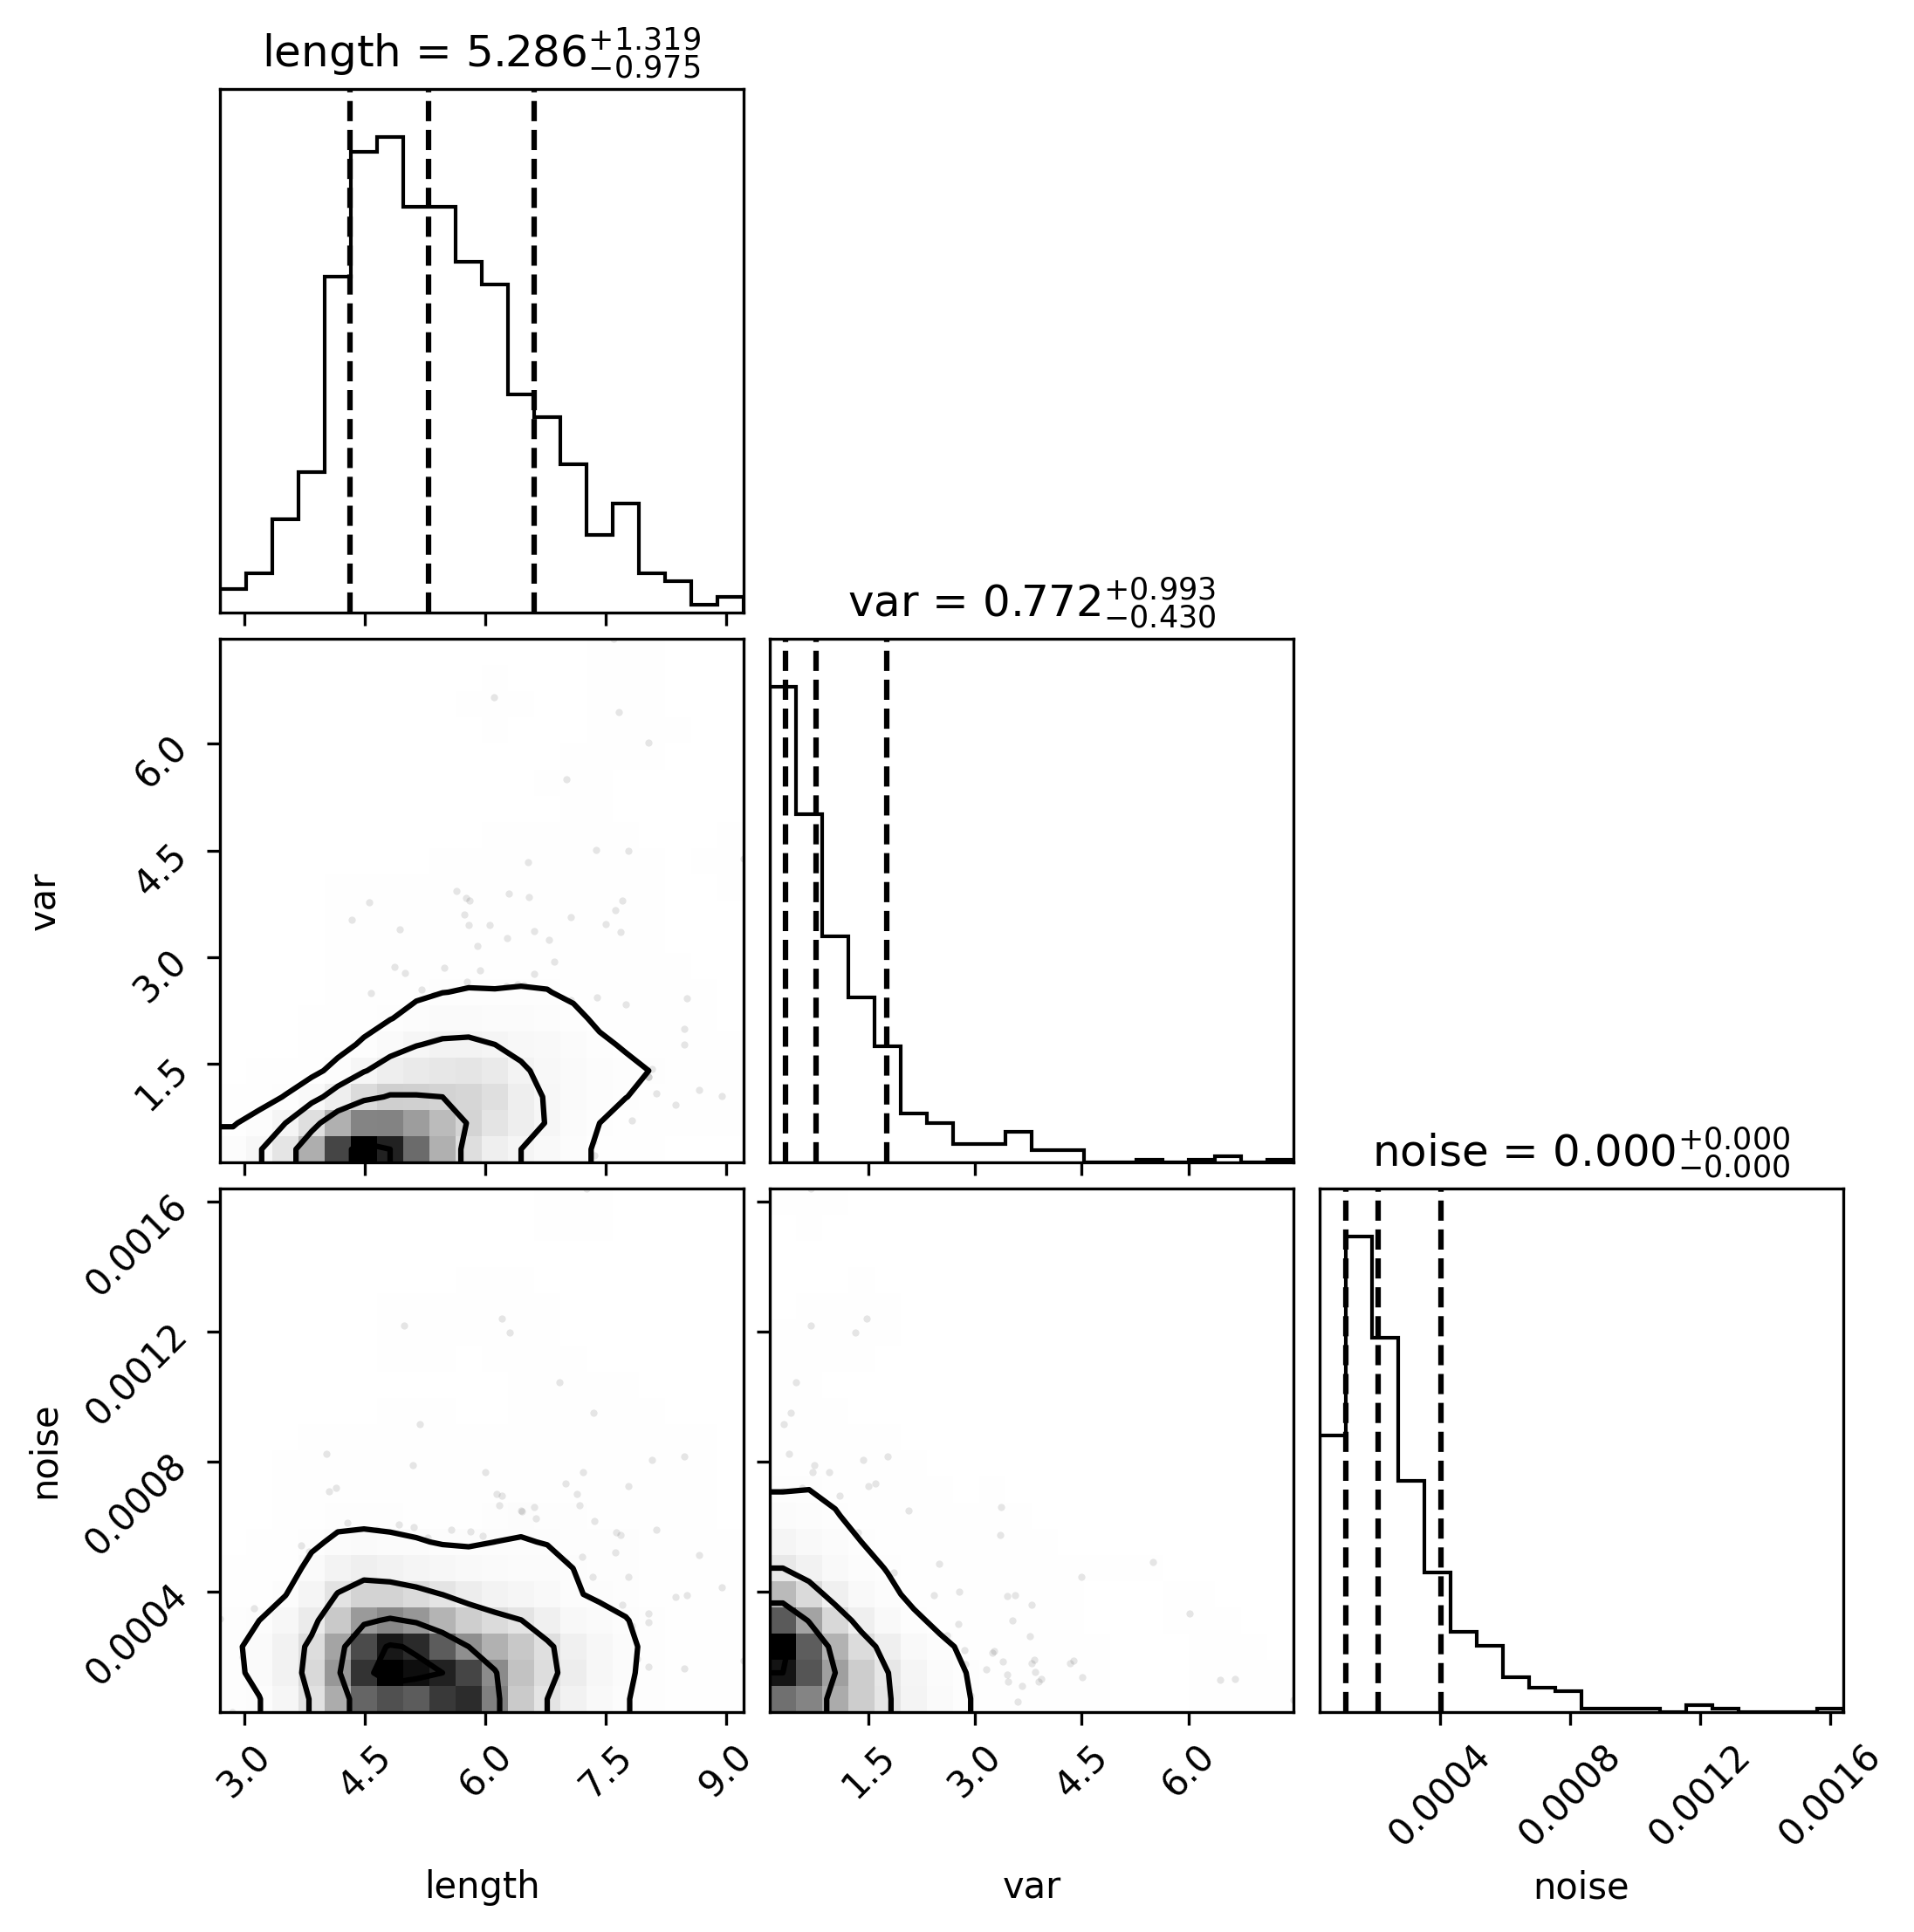 length = 5.286+1.319−0.975
var = 0.772+0.993−0.430
6.0
4.5
3.0
1.5
var
noise = 0.000+0.000−0.000
0.0016
0.0012
0.0008
0.0004
noise
3.0 4.5 6.0 7.5 9.0 1.5 3.0 4.5 6.0 0.0004 0.0008 0.0012 0.0016
length var noise